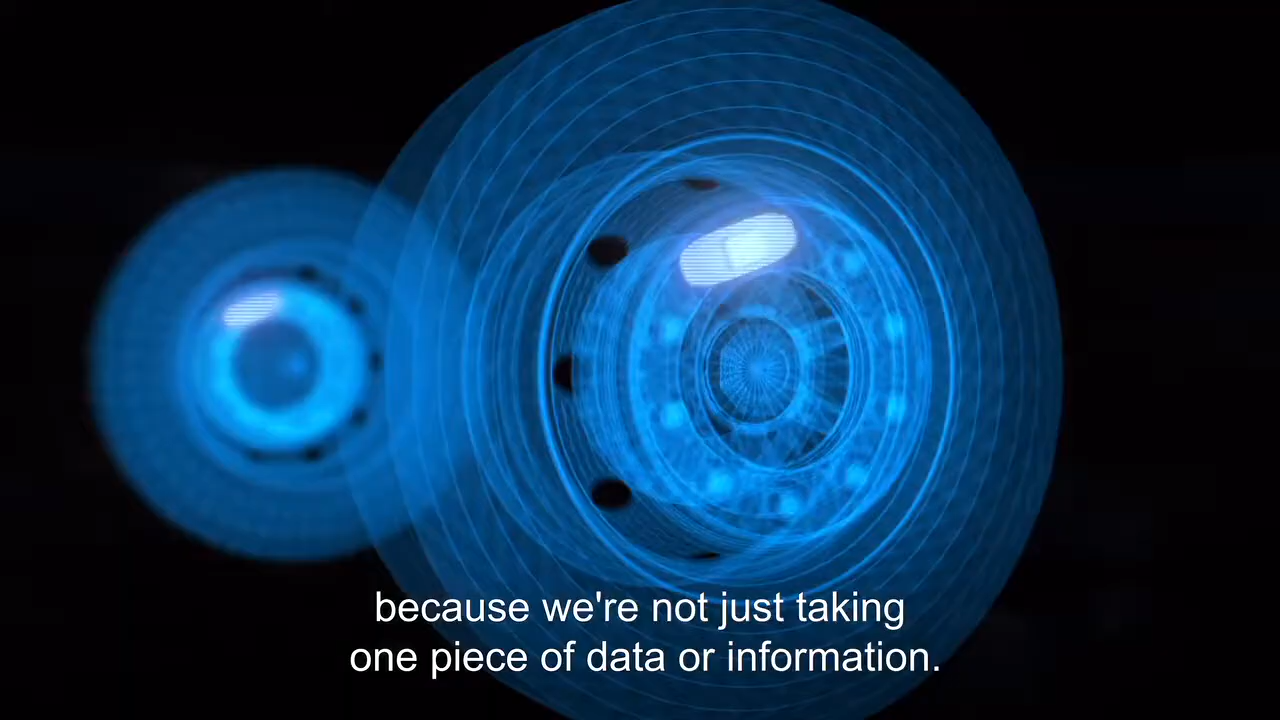 because we're not just taking
one piece of data or information.